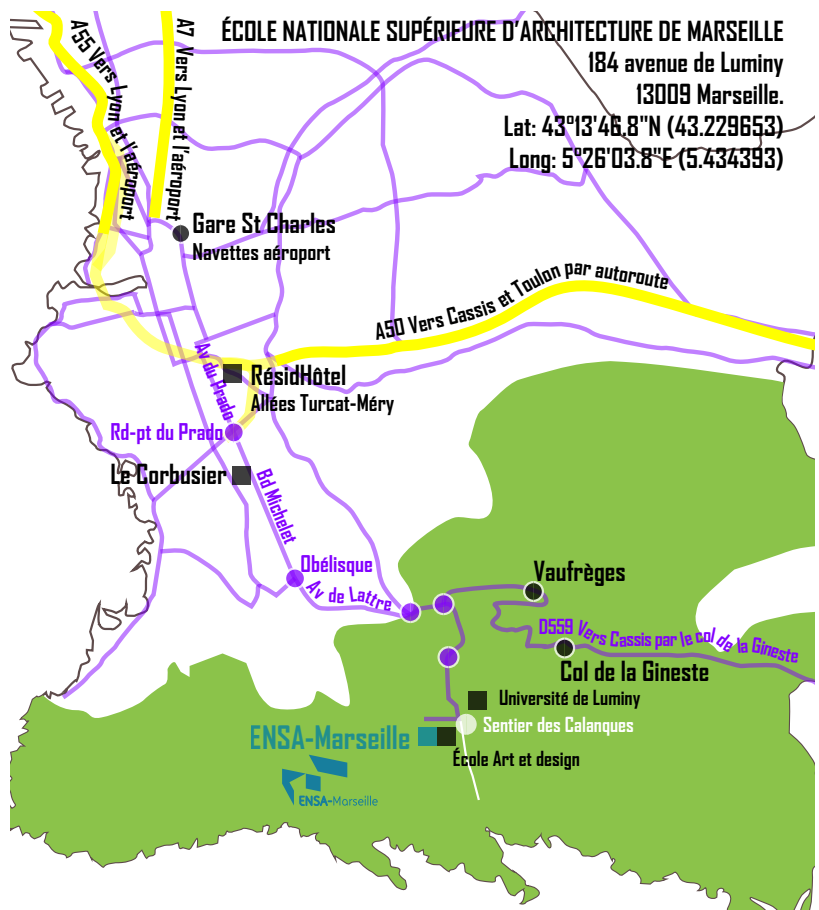 ÉCOLE NATIONALE SUPÉRIEURE D'ARCHITECTURE DE MARSEILLE
184 avenue de Luminy
13009 Marseille.
Lat: 43°13'46.8"N (43.229653)
Long: 5°26'03.8"E (5.434393)
A55 Vers Lyon et l'aéroport
A7 Vers Lyon et l'aéroport
Gare St Charles
Navettes aéroport
A50 Vers Cassis et Toulon par autoroute
Av du Prado
RésidHôtel
Allées Turcat-Méry
Rd-pt du Prado
Le Corbusier
Bd Michelet
Obélisque
Av de Lattre
Vaufrèges
D559 Vers Cassis par le col de la Gineste
Col de la Gineste
Université de Luminy
Sentier des Calanques
ENSA-Marseille
École Art et design
ENSA-Marseille